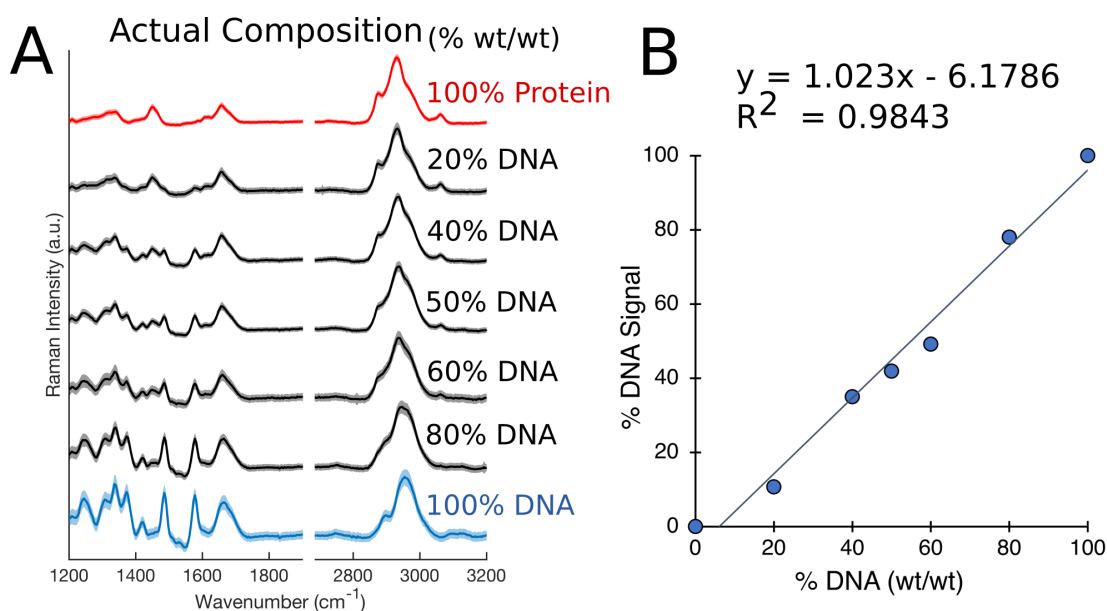 A
Actual Composition (% wt/wt)
100% Protein
20% DNA
40% DNA
50% DNA
60% DNA
80% DNA
100% DNA
Raman Intensity (a.u.)
1200 1400 1600 1800 2800 3000 3200
Wavenumber (cm⁻¹)
B
y = 1.023x - 6.1786
R² = 0.9843
100
80
60
40
20
0
% DNA Signal
0 20 40 60 80 100
% DNA (wt/wt)